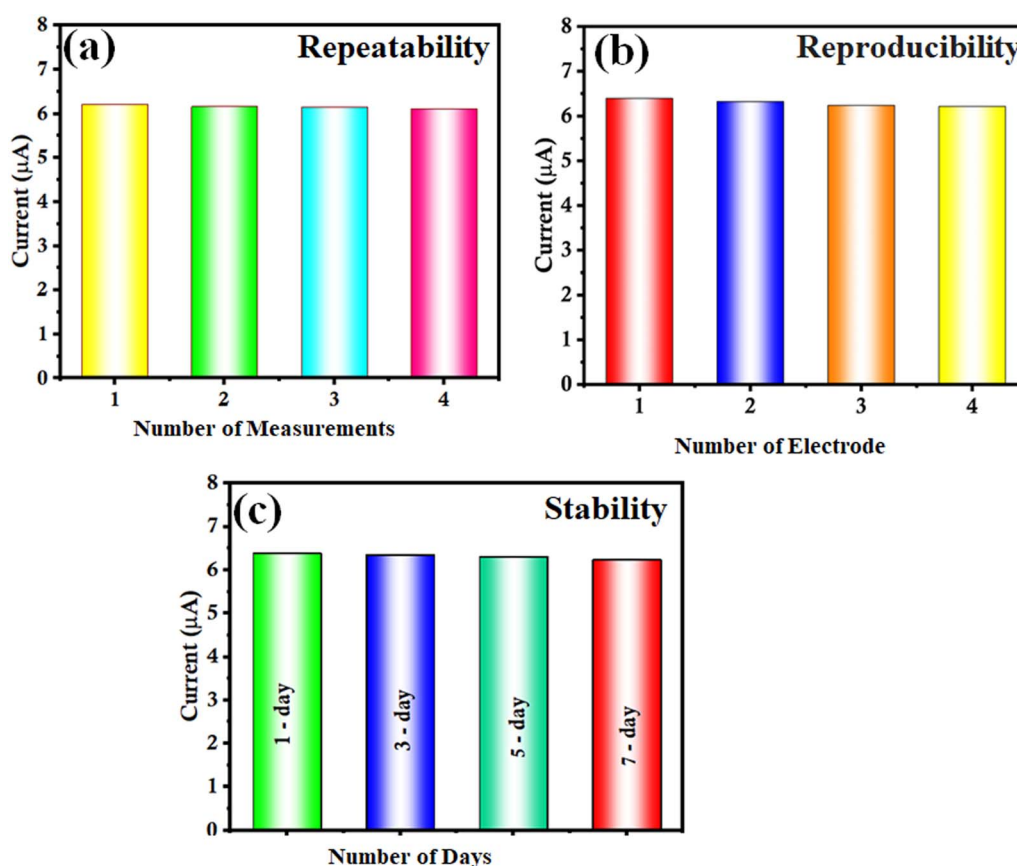 (a) Repeatability
8
7
6
5
4
3
2
1
0
Current (μA)
1 2 3 4
Number of Measurements
(b) Reproducibility
8
7
6
5
4
3
2
1
0
Current (μA)
1 2 3 4
Number of Electrode
(c) Stability
8
7
6
5
4
3
2
1
0
Current (μA)
1 - day
3 - day
5 - day
7 - day
Number of Days